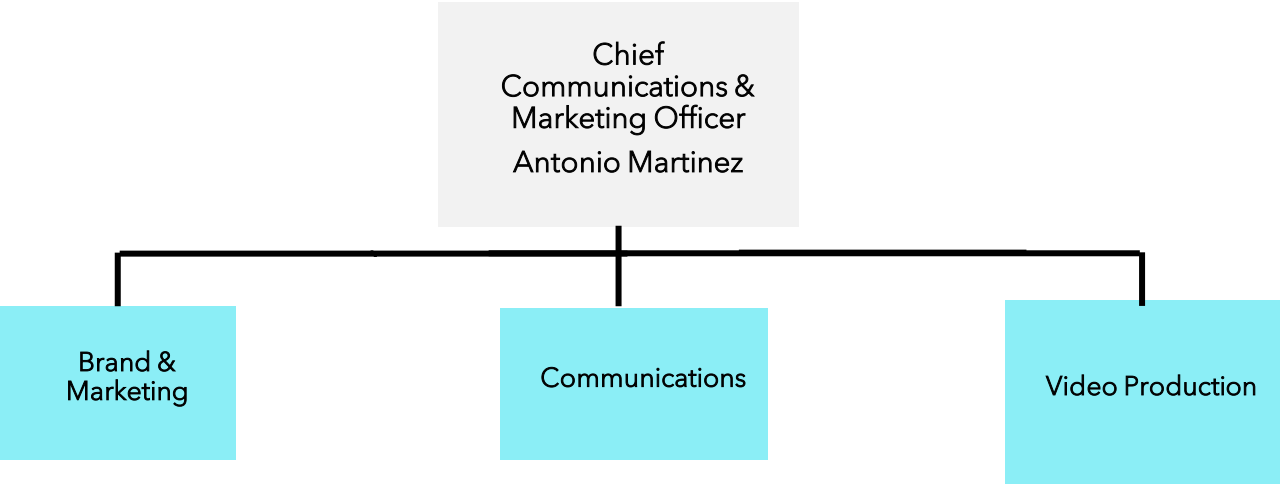 Chief
Communications &
Marketing Officer
Antonio Martinez
Brand &
Marketing
Communications
Video Production